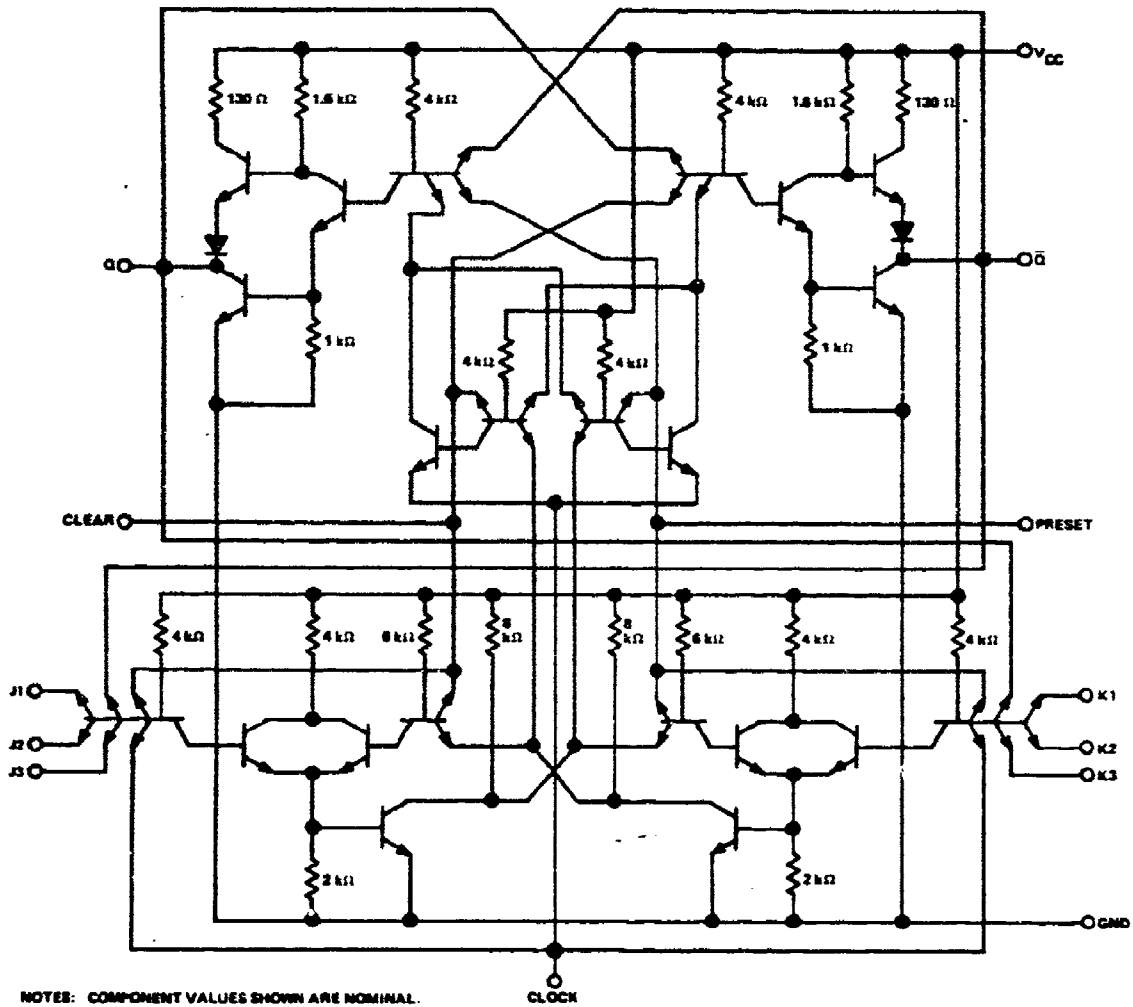 V CC
130 Ω
1.6 kΩ
4 kΩ
4 kΩ
1.6 kΩ
130 Ω
Q
Q̅
1 kΩ
4 kΩ
4 kΩ
1 kΩ
CLEAR
PRESET
4 kΩ
4 kΩ
6 kΩ
8 kΩ
8 kΩ
6 kΩ
4 kΩ
4 kΩ
J1
J2
J3
K1
K2
K3
2 kΩ
2 kΩ
GND
CLOCK
NOTES: COMPONENT VALUES SHOWN ARE NOMINAL.